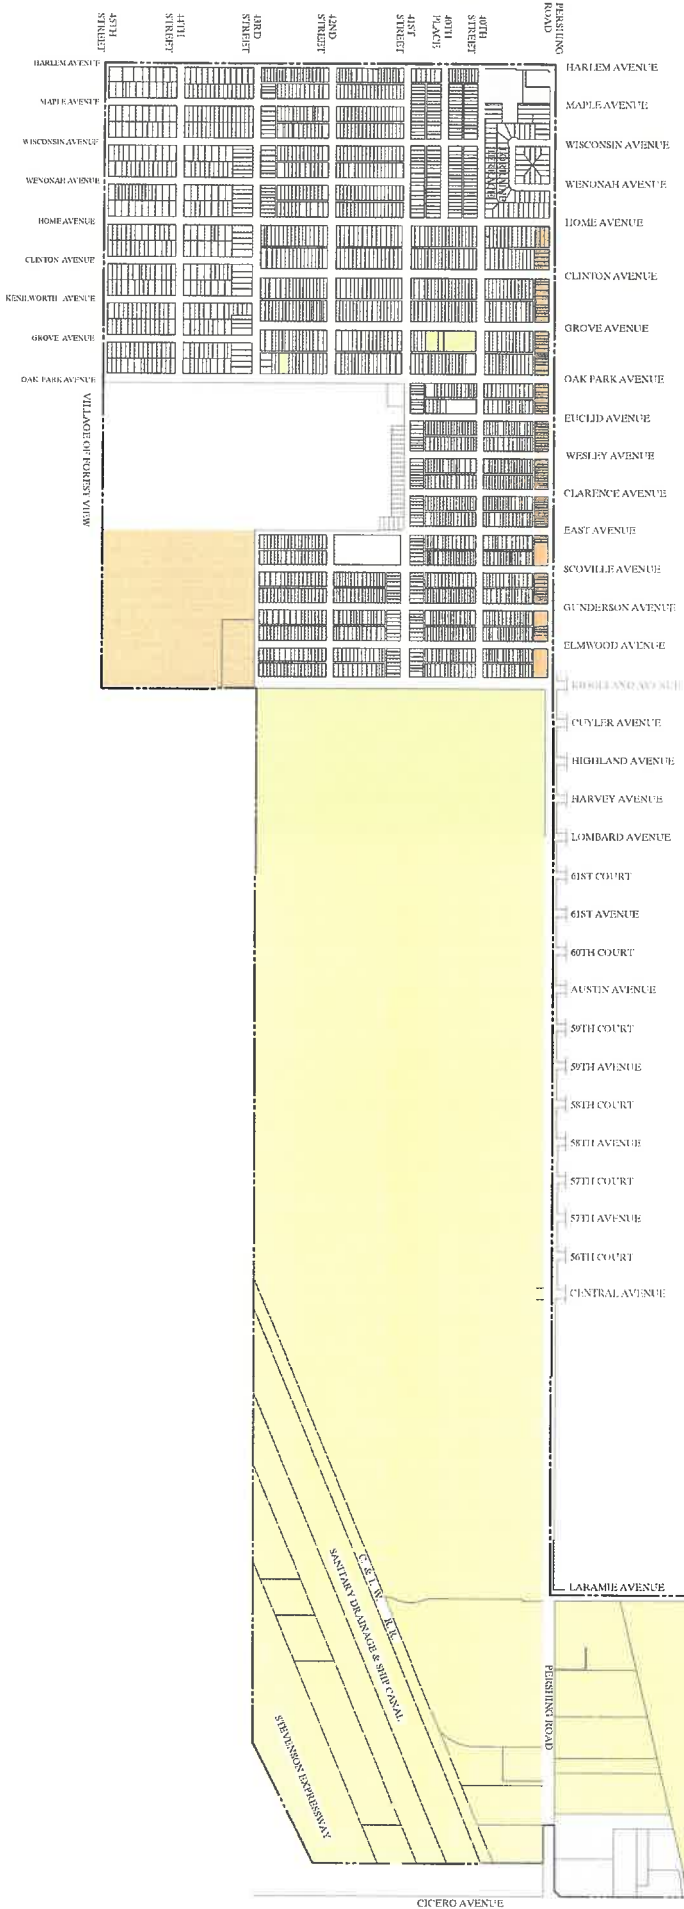 45TH
STREET
44TH
STREET
43RD
STREET
42ND
STREET
41ST
STREET
40TH
PLACE
40TH
STREET
PERSHING
ROAD
HARLEM AVENUE
MAPLE AVENUE
WISCONSIN AVENUE
WENONAH AVENUE
HOME AVENUE
CLINTON AVENUE
KENILWORTH AVENUE
GROVE AVENUE
OAK PARK AVENUE
HARLEM AVENUE
MAPLE AVENUE
WISCONSIN AVENUE
WENONAH AVENUE
HOME AVENUE
CLINTON AVENUE
GROVE AVENUE
OAK PARK AVENUE
EUCLID AVENUE
WESLEY AVENUE
CLARENCE AVENUE
EAST AVENUE
SCOVILLE AVENUE
GUNDERSON AVENUE
ELMWOOD AVENUE
CUYLER AVENUE
HIGHLAND AVENUE
HARVEY AVENUE
LOMBARD AVENUE
61ST COURT
61ST AVENUE
60TH COURT
AUSTIN AVENUE
59TH COURT
59TH AVENUE
58TH COURT
58TH AVENUE
57TH COURT
57TH AVENUE
56TH COURT
CENTRAL AVENUE
LARAMIE AVENUE
TERRACE
VILLAGE OF FOREST VIEW
C. & I. W. R.R.
SANITARY DRAINAGE & SHIP CANAL
STEVENSON EXPRESSWAY
PERSHING ROAD
CICERO AVENUE